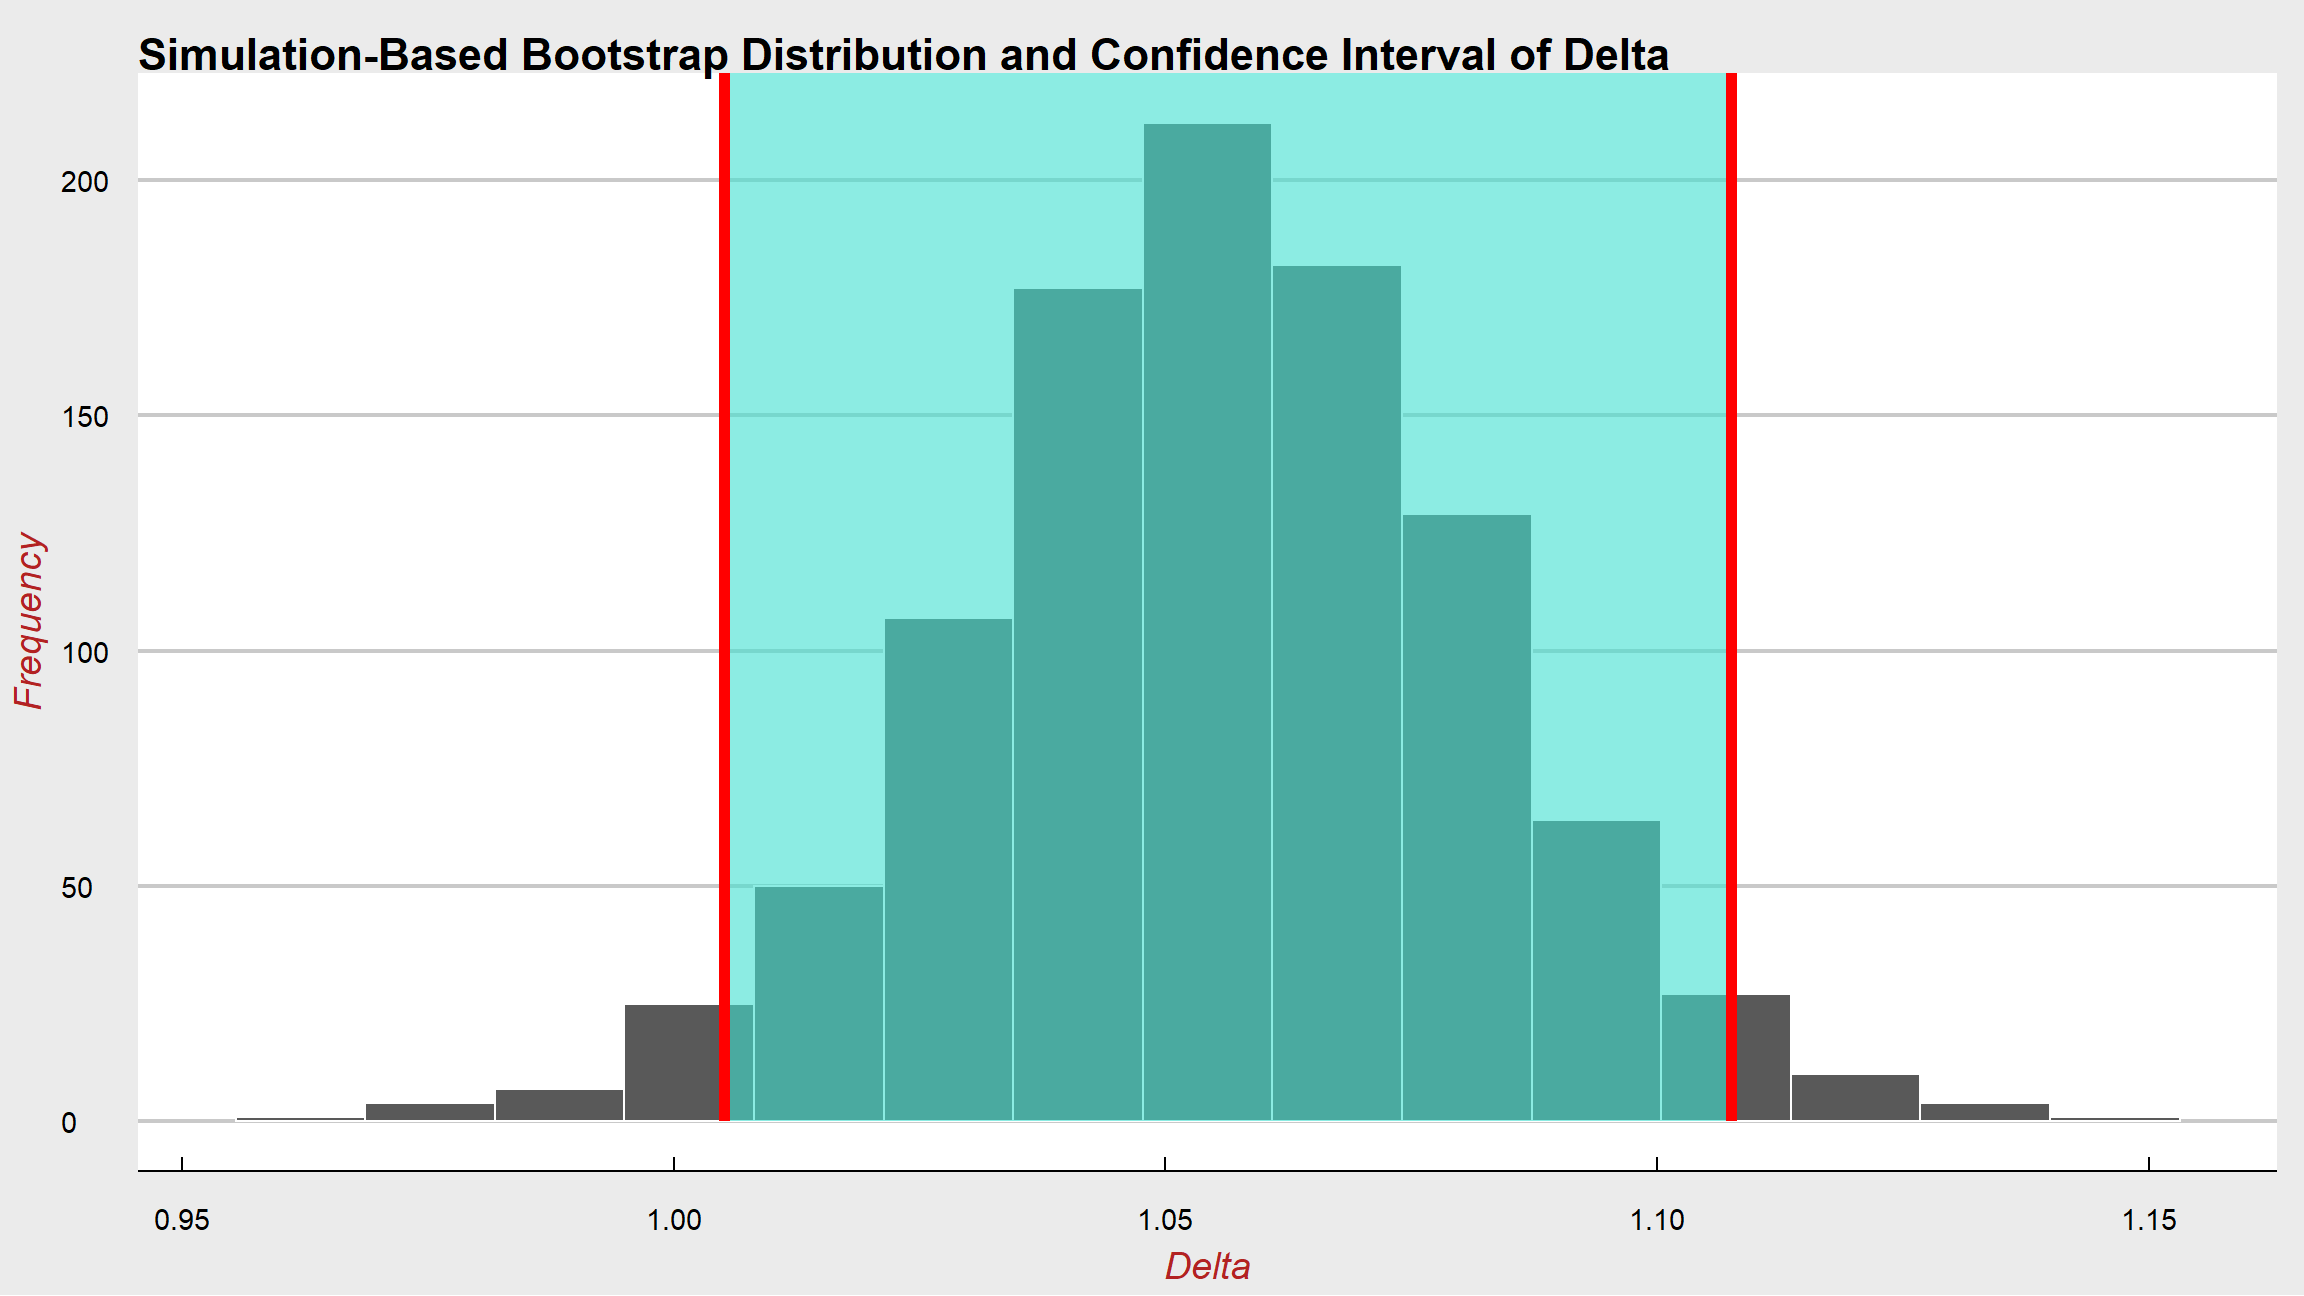 Simulation-Based Bootstrap Distribution and Confidence Interval of Delta
Frequency
200
150
100
50
0
0.95 1.00 1.05 1.10 1.15
Delta